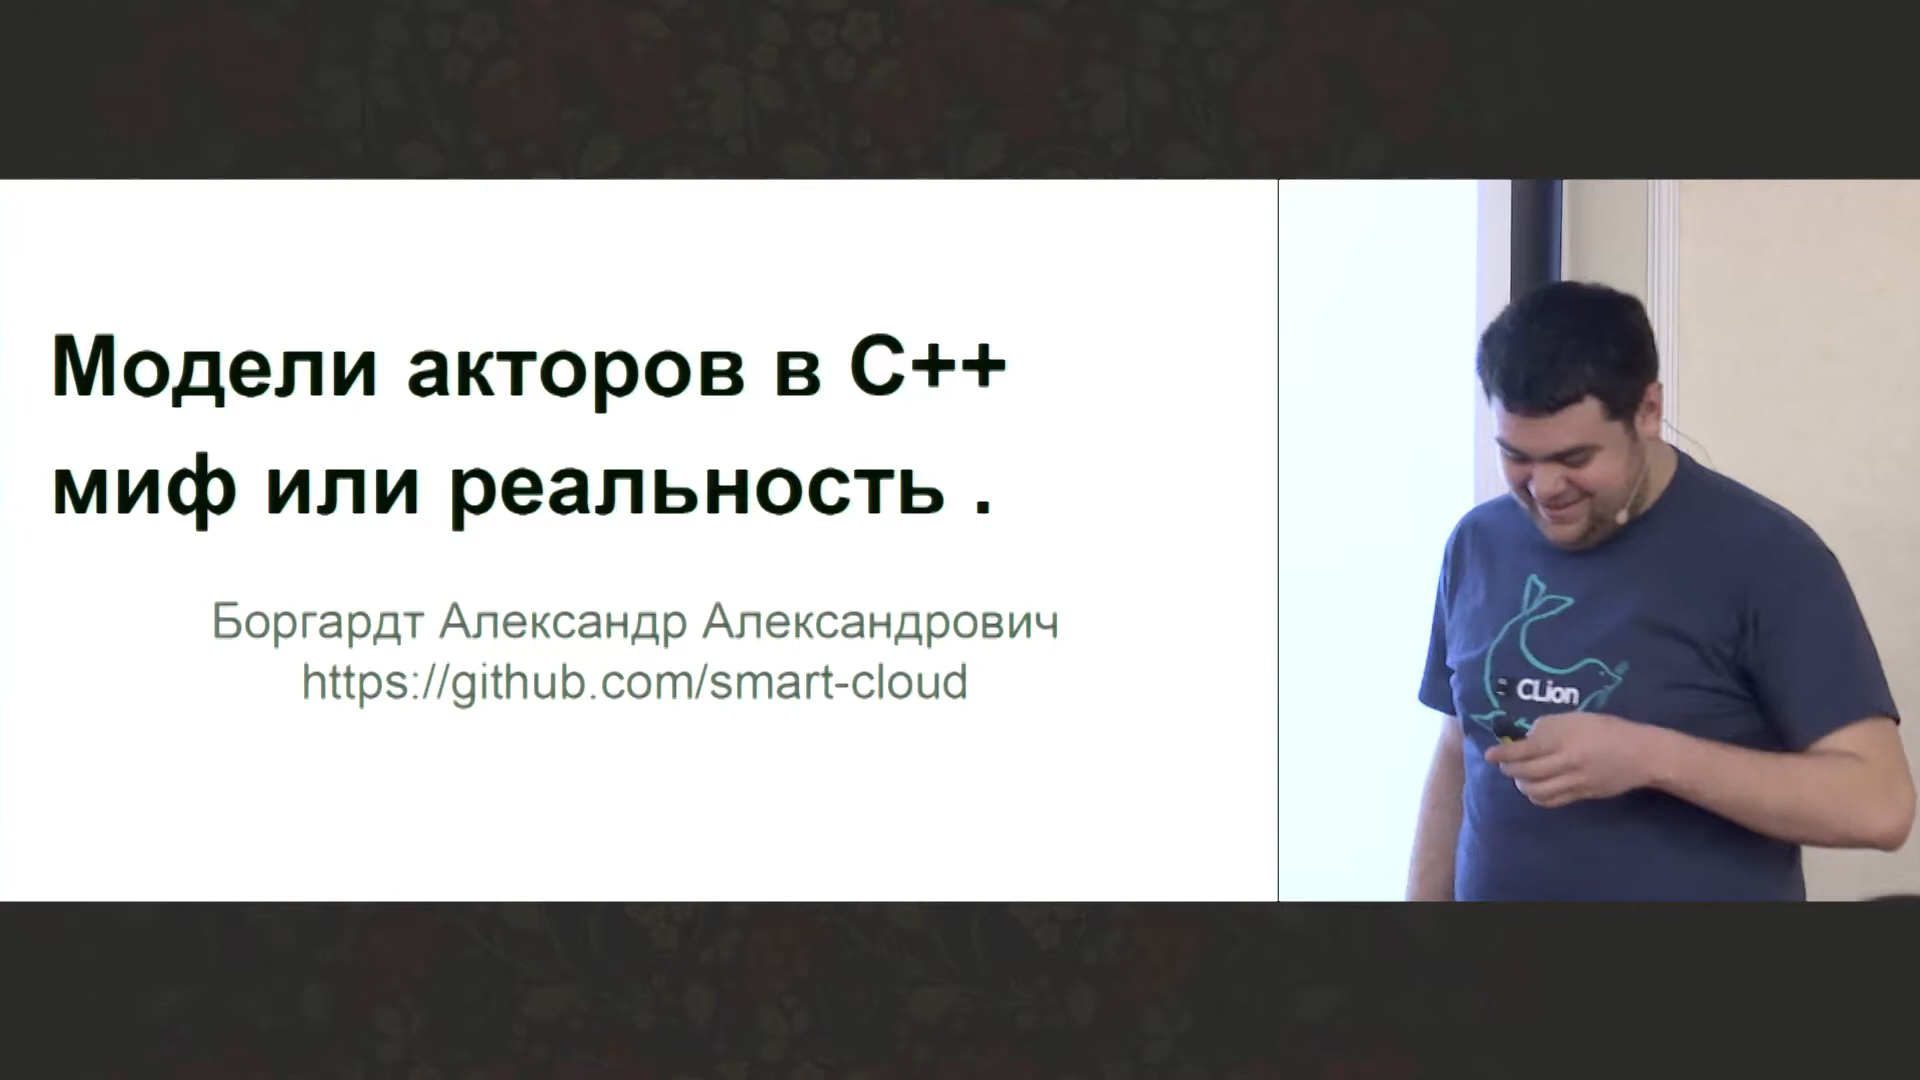 Модели акторов в C++
миф или реальность .
Боргардт Александр Александрович
https://github.com/smart-cloud
CLion